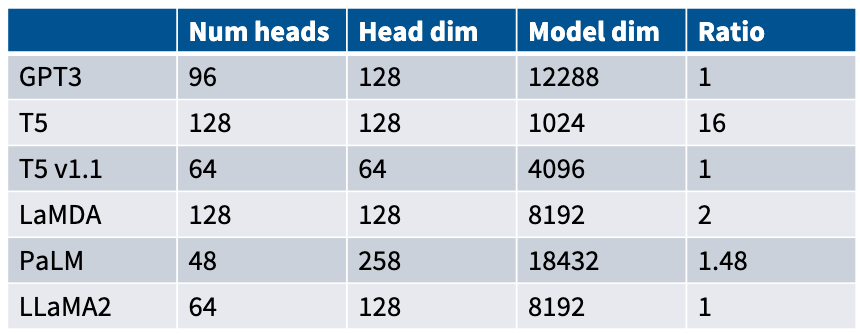 Num heads Head dim Model dim Ratio
GPT3 96 128 12288 1
T5 128 128 1024 16
T5 v1.1 64 64 4096 1
LaMDA 128 128 8192 2
PaLM 48 258 18432 1.48
LLaMA2 64 128 8192 1